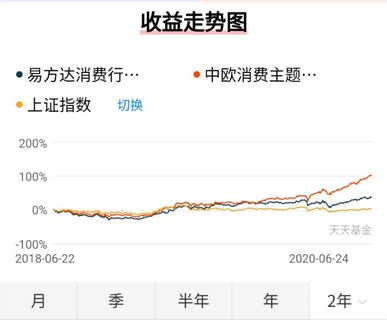 收益走势图
易方达消费行… 中欧消费主题…
上证指数 切换
200%
100%
0%
-100%
天天基金
2018-06-22 2020-06-24
月 季 半年 年 2年